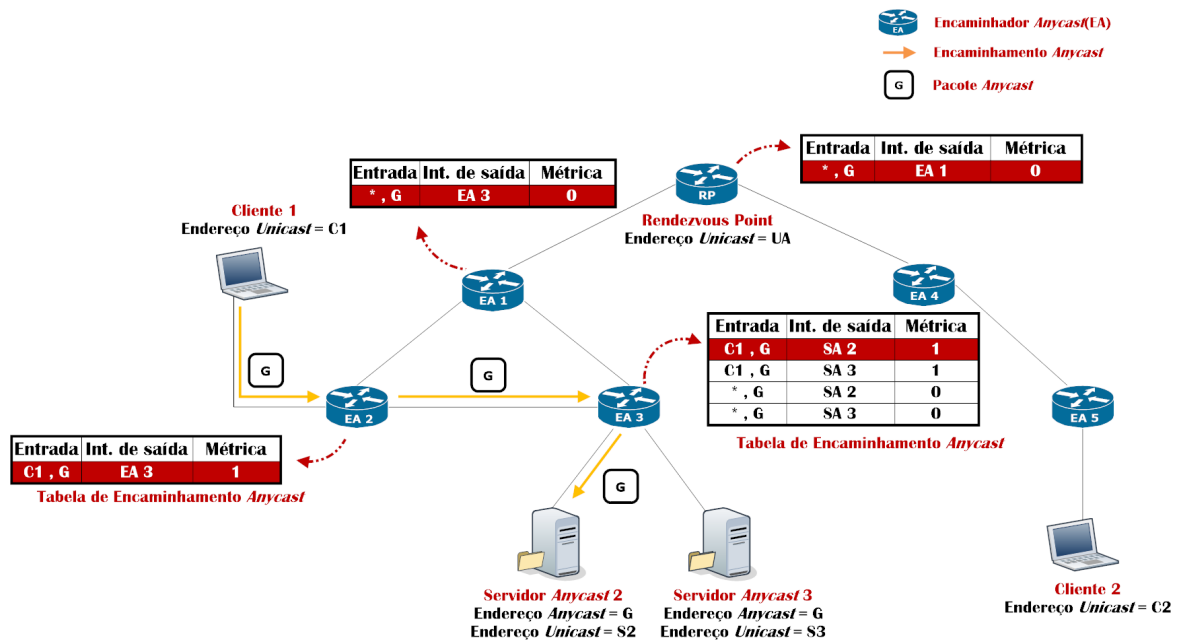 EA
Encaminhador Anycast(EA)
Encaminhamento Anycast
G
Pacote Anycast
Entrada Int. de saída Métrica
* , G EA 1 0
Entrada Int. de saída Métrica
* , G EA 3 0
RP
Rendezvous Point
Endereço Unicast = UA
Cliente 1
Endereço Unicast = C1
EA 1
EA 4
Entrada Int. de saída Métrica
C1 , G SA 2 1
C1 , G SA 3 1
* , G SA 2 0
* , G SA 3 0
Tabela de Encaminhamento Anycast
G
G
EA 2
EA 3
EA 5
Entrada Int. de saída Métrica
C1 , G EA 3 1
Tabela de Encaminhamento Anycast
G
Servidor Anycast 2
Endereço Anycast = G
Endereço Unicast = S2
Servidor Anycast 3
Endereço Anycast = G
Endereço Unicast = S3
Cliente 2
Endereço Unicast = C2